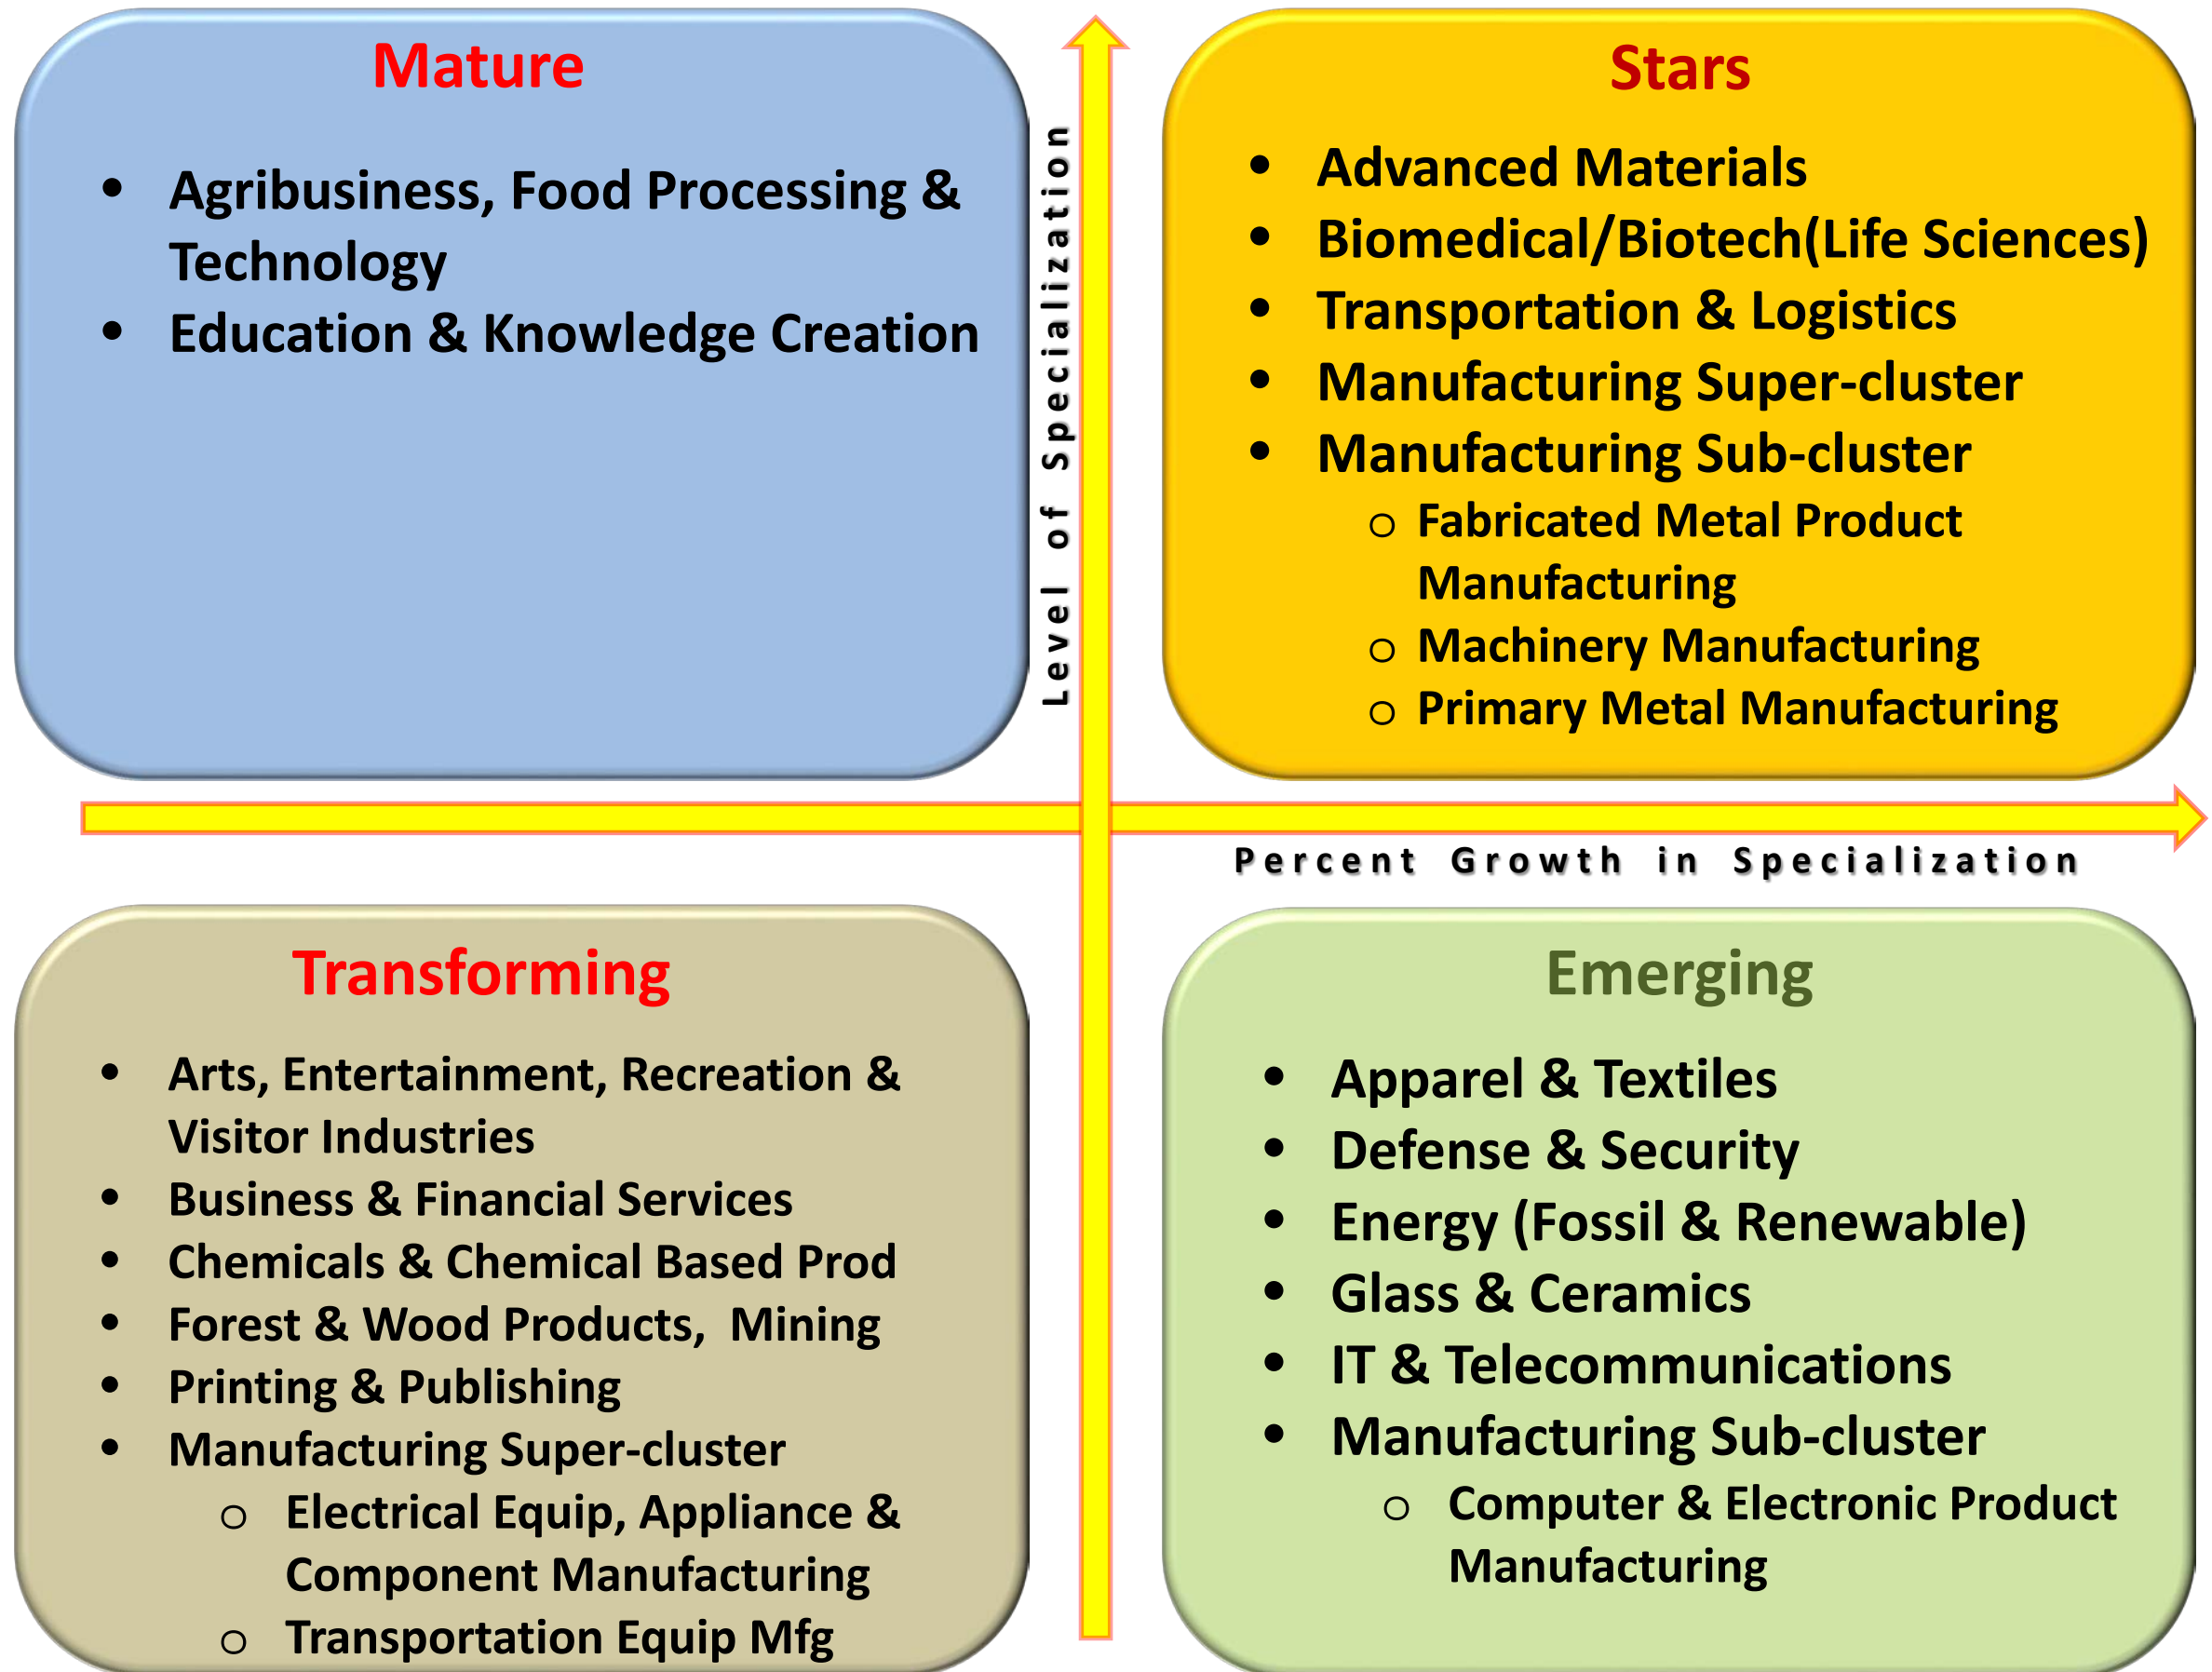 Mature
• Agribusiness, Food Processing &
Technology
• Education & Knowledge Creation
Level of Specialization
Stars
• Advanced Materials
• Biomedical/Biotech(Life Sciences)
• Transportation & Logistics
• Manufacturing Super-cluster
• Manufacturing Sub-cluster
o Fabricated Metal Product
Manufacturing
o Machinery Manufacturing
o Primary Metal Manufacturing
Percent Growth in Specialization
Transforming
• Arts, Entertainment, Recreation &
Visitor Industries
• Business & Financial Services
• Chemicals & Chemical Based Prod
• Forest & Wood Products, Mining
• Printing & Publishing
• Manufacturing Super-cluster
o Electrical Equip, Appliance &
Component Manufacturing
o Transportation Equip Mfg
Emerging
• Apparel & Textiles
• Defense & Security
• Energy (Fossil & Renewable)
• Glass & Ceramics
• IT & Telecommunications
• Manufacturing Sub-cluster
o Computer & Electronic Product
Manufacturing